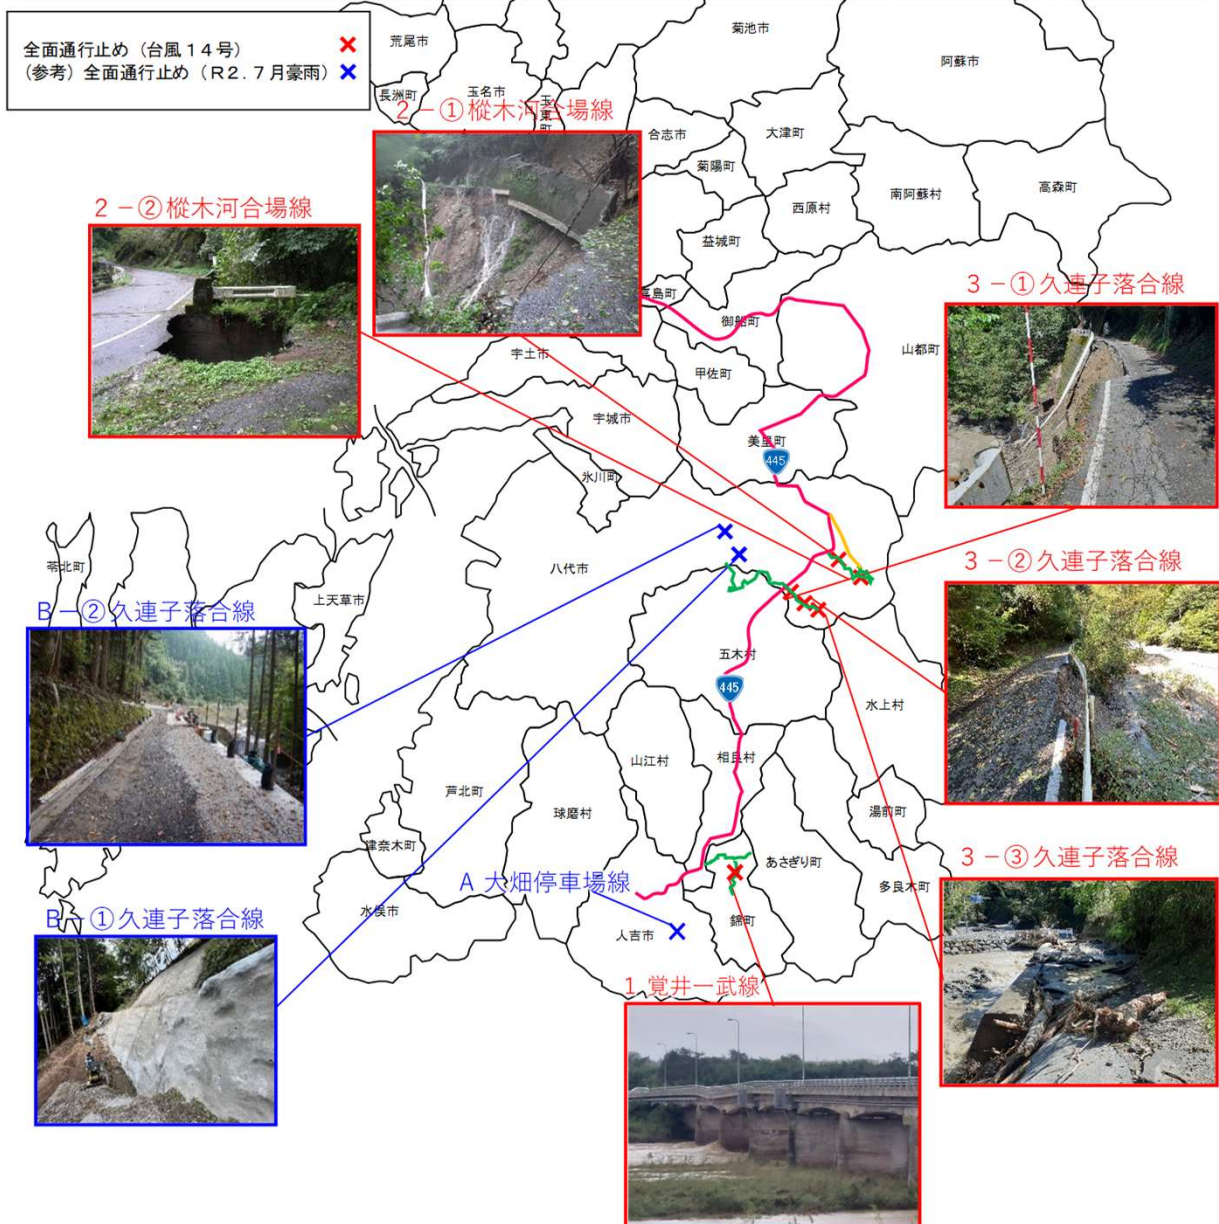 全面通行止め（台風１４号）
（参考）全面通行止め（Ｒ２．７月豪雨）
荒尾市
菊池市
阿蘇市
長洲町
玉名市
玉東町
２－①樅木河合場線
合志市
大津町
菊陽町
南阿蘇村
高森町
西原村
２－②樅木河合場線
益城町
嘉島町
御船町
３－①久連子落合線
山都町
宇土市
甲佐町
宇城市
美里町
445
氷川町
八代市
苓北町
上天草市
３－②久連子落合線
Ｂ－②久連子落合線
五木村
445
水上村
山江村
相良村
芦北町
球磨村
湯前町
津奈木町
あさぎり町
３－③久連子落合線
多良木町
Ａ 大畑停車場線
水俣市
Ｂ－①久連子落合線
人吉市
錦町
１ 覚井一武線